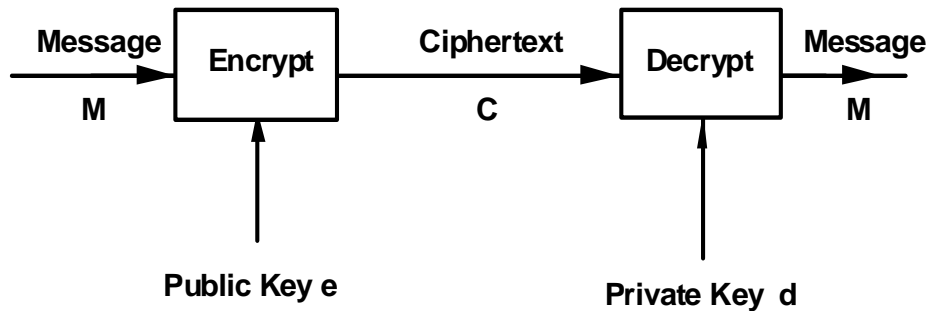 Message
M
Encrypt
Ciphertext
C
Decrypt
Message
M
Public Key e
Private Key d